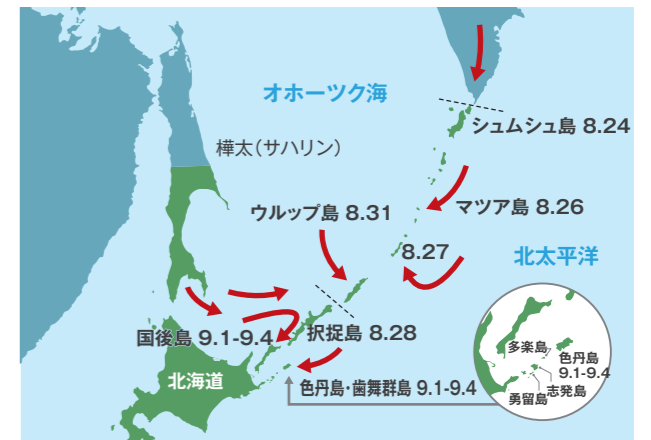 オホーツク海
シュムシュ島 8.24
樺太(サハリン)
マツア島 8.26
ウルップ島 8.31
8.27
北太平洋
国後島 9.1-9.4
択捉島 8.28
北海道
色丹島・歯舞群島 9.1-9.4
多楽島
色丹島
9.1-9.4
志発島
勇留島